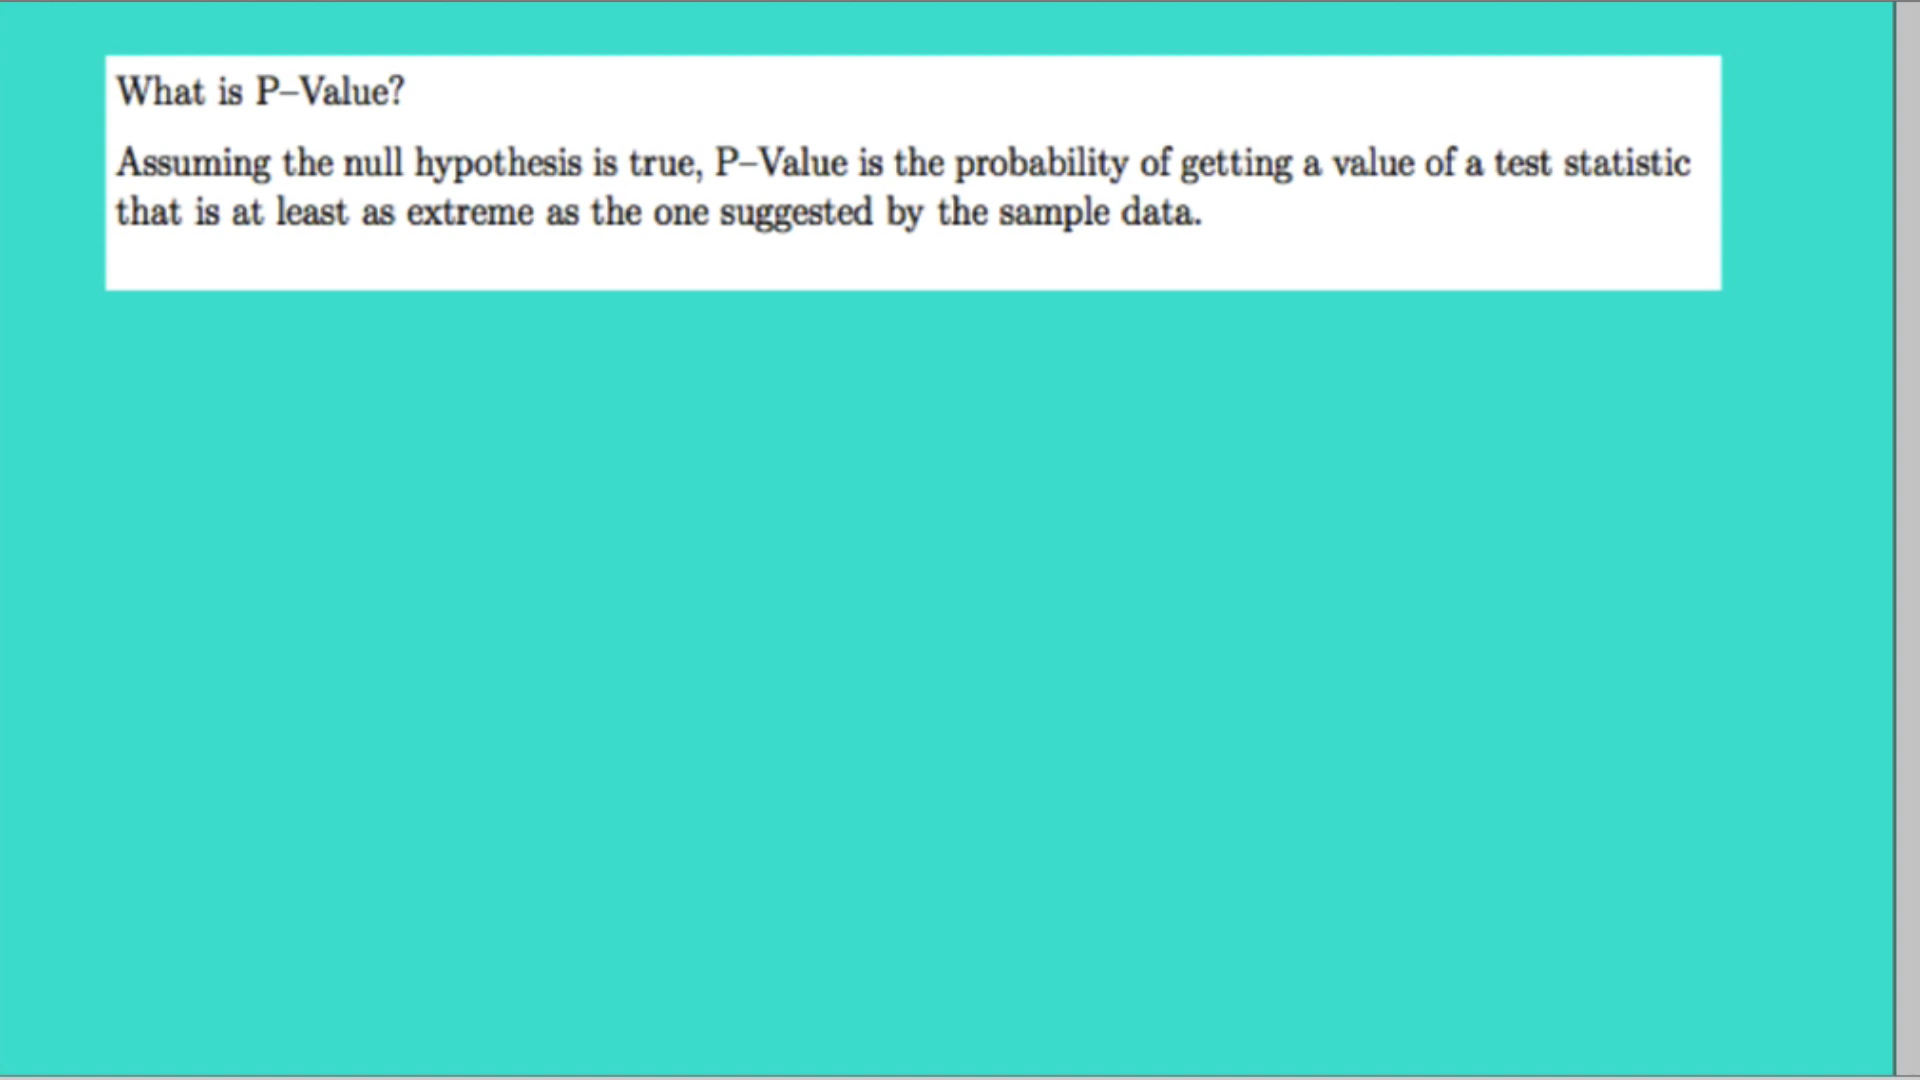 What is P–Value?
Assuming the null hypothesis is true, P–Value is the probability of getting a value of a test statistic
that is at least as extreme as the one suggested by the sample data.